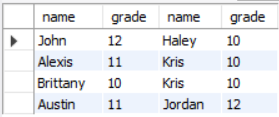 name grade name grade
John 12 Haley 10
Alexis 11 Kris 10
Brittany 10 Kris 10
Austin 11 Jordan 12